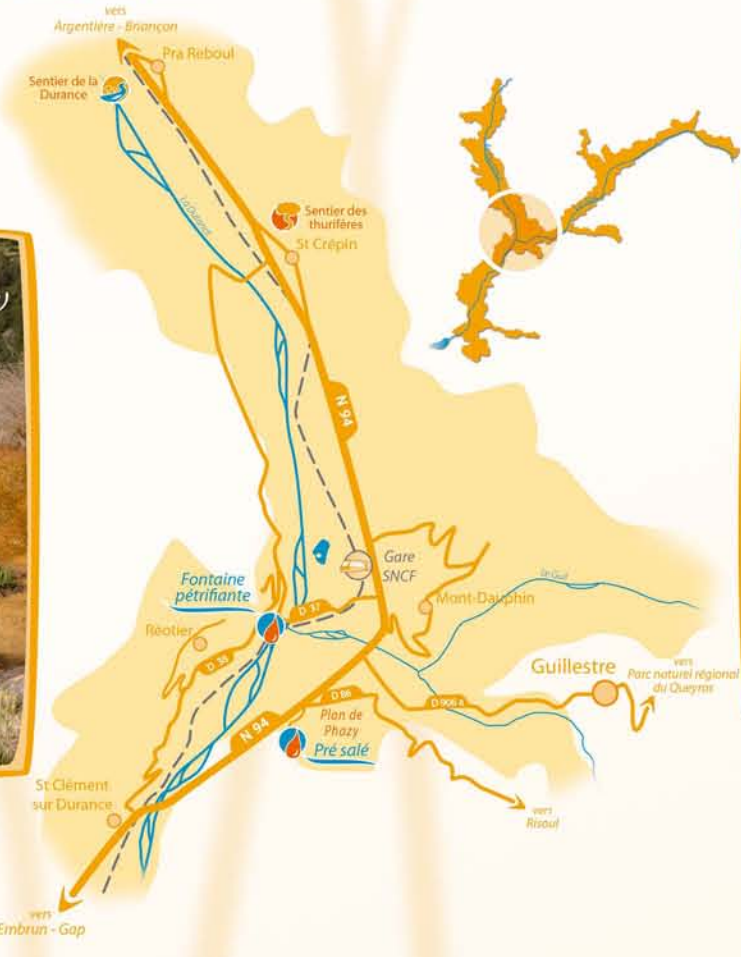 vers
Argentière - Briançon
Pra Reboul
Sentier de la
Durance
La Durance
Sentier des
thurifères
St Crépin
N 94
Gare
SNCF
Fontaine
pétrifiante
D 37
Mont-Dauphin
Le Guil
Réotier
D 38
Guillestre
vers
Parc naturel régional
du Queyras
D 86
D 902 A
N 94
Plan de
Phazy
Pré salé
St Clément
sur Durance
vers
Risoul
vers
Embrun - Gap